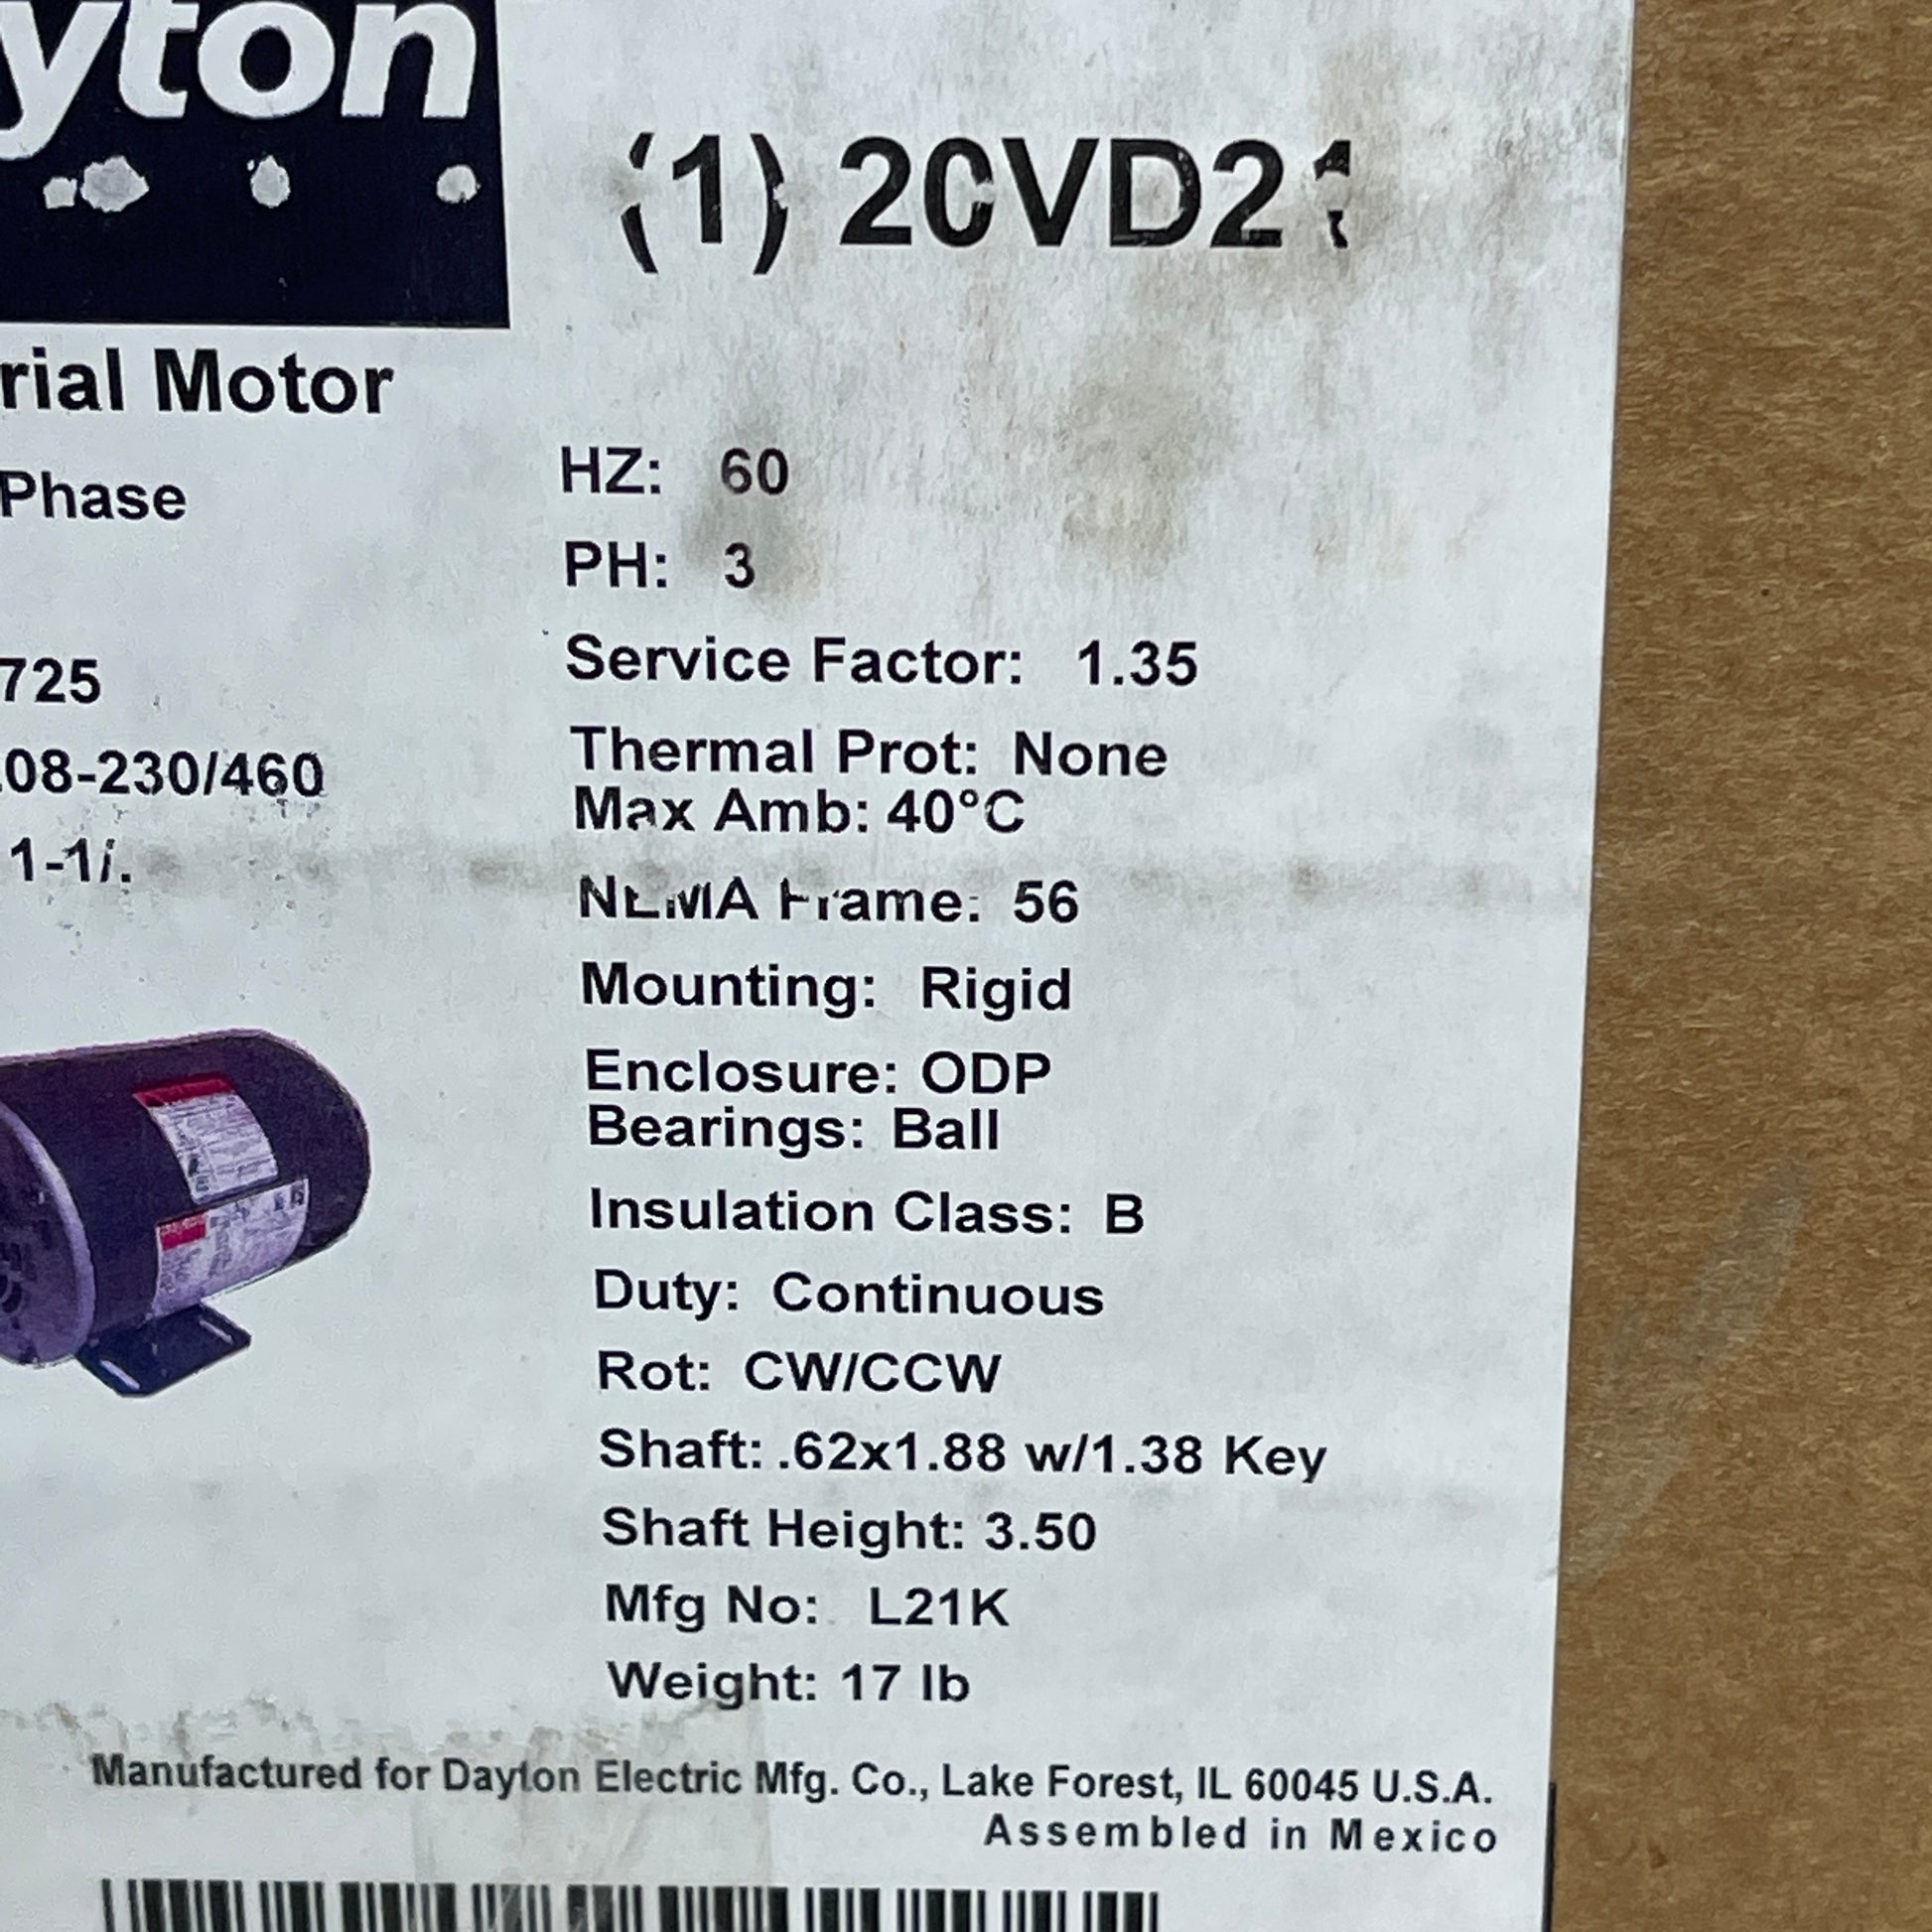 yton
(1) 20VD21
rial Motor
Phase
HZ: 60
PH: 3
725
Service Factor: 1.35
08-230/460
Thermal Prot: None
Max Amb: 40°C
NEMA Frame: 56
Mounting: Rigid
Enclosure: ODP
Bearings: Ball
Insulation Class: B
Duty: Continuous
Rot: CW/CCW
Shaft: .62x1.88 w/1.38 Key
Shaft Height: 3.50
Mfg No: L21K
Weight: 17 lb
Manufactured for Dayton Electric Mfg. Co., Lake Forest, IL 60045 U.S.A.
Assembled in Mexico